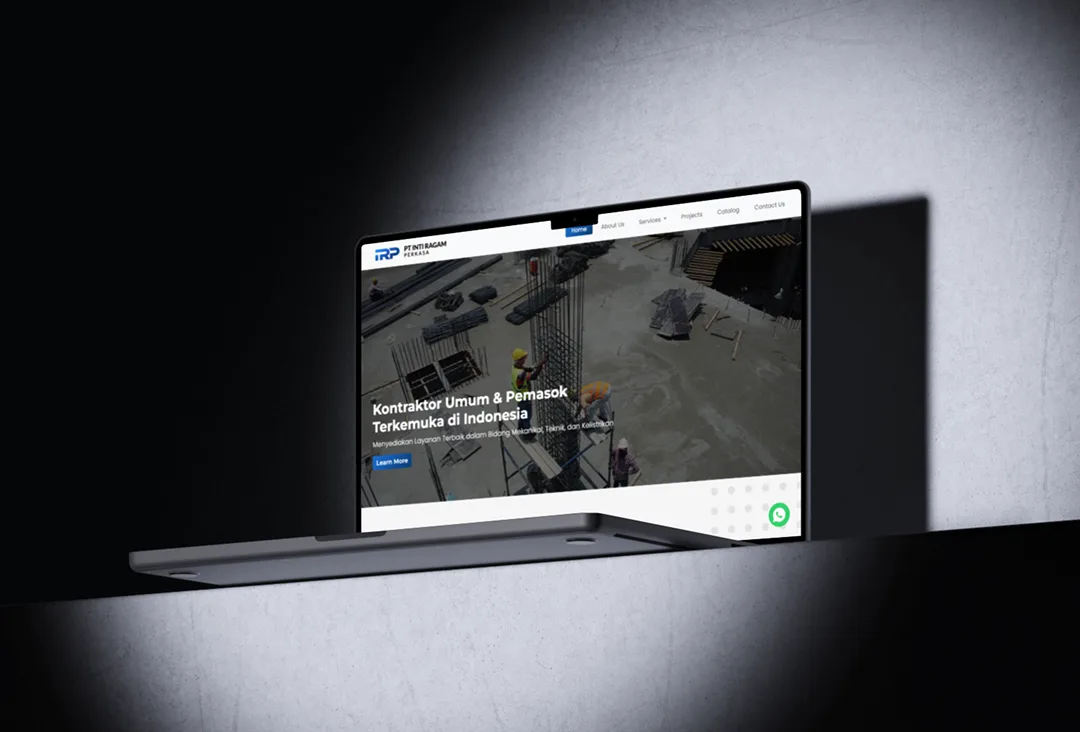 IRP PT INTI RAGAM
PERKASA
Home About Us Services Projects Catalog Contact Us
Kontraktor Umum & Pemasok
Terkemuka di Indonesia
Menyediakan Layanan Terbaik dalam Bidang Mekanikal, Teknik, dan Kelistrikan
Learn More